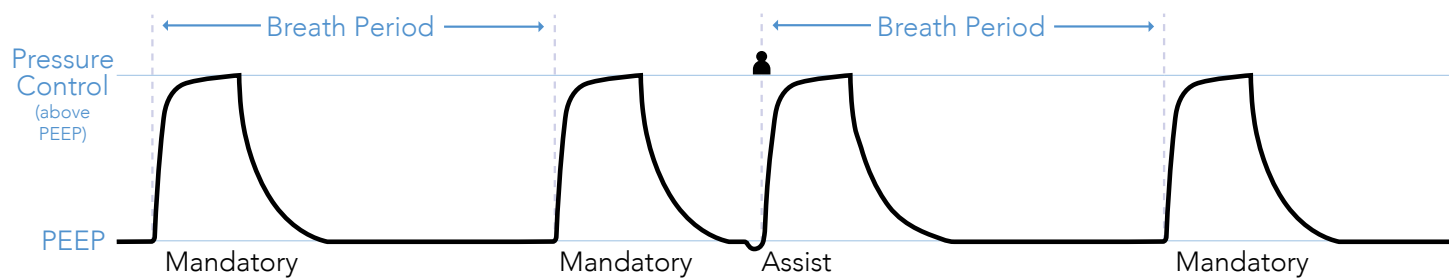 Breath Period
Breath Period
Pressure
Control
(above
PEEP)
PEEP
Mandatory
Mandatory
Assist
Mandatory